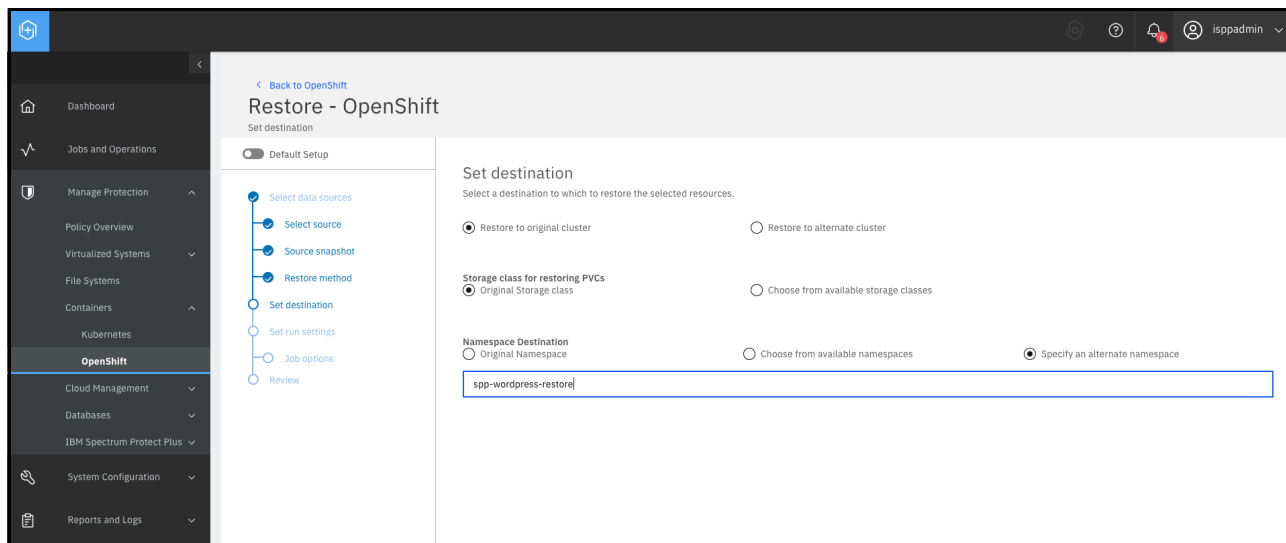 6
isppadmin
Dashboard
Jobs and Operations
Manage Protection
Policy Overview
Virtualized Systems
File Systems
Containers
Kubernetes
OpenShift
Cloud Management
Databases
IBM Spectrum Protect Plus
System Configuration
Reports and Logs
Back to OpenShift
Restore - OpenShift
Set destination
Default Setup
Select data sources
Select source
Source snapshot
Restore method
Set destination
Set run settings
Job options
Review
Set destination
Select a destination to which to restore the selected resources.
Restore to original cluster Restore to alternate cluster
Storage class for restoring PVCs
Original Storage class Choose from available storage classes
Namespace Destination
Original Namespace Choose from available namespaces Specify an alternate namespace
spp-wordpress-restore